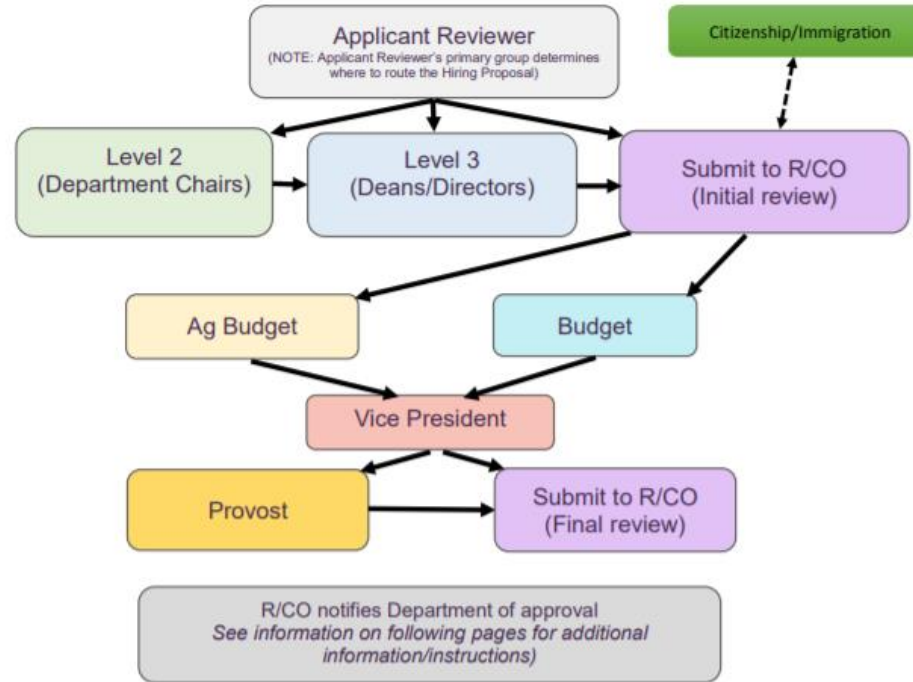 Applicant Reviewer
(NOTE: Applicant Reviewer's primary group determines
where to route the Hiring Proposal)
Citizenship/Immigration
Level 2
(Department Chairs)
Level 3
(Deans/Directors)
Submit to R/CO
(Initial review)
Ag Budget
Budget
Vice President
Provost
Submit to R/CO
(Final review)
R/CO notifies Department of approval
See information on following pages for additional
information/instructions)